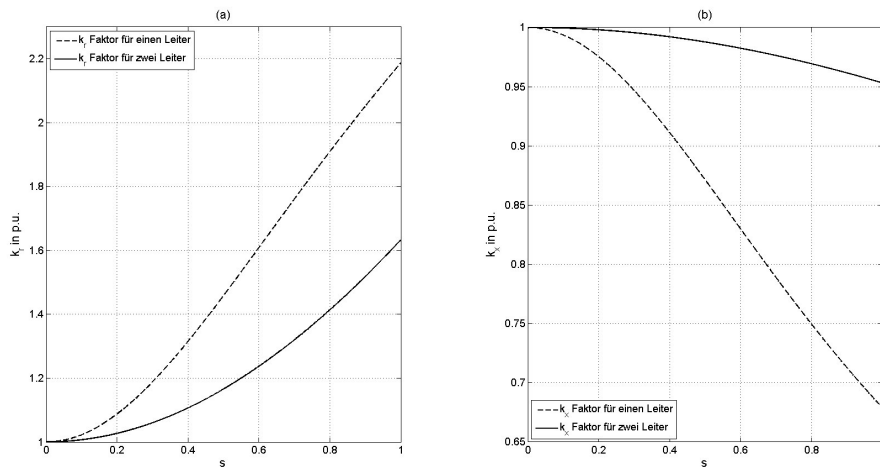 (a)
k_r Faktor für einen Leiter
k_r Faktor für zwei Leiter
2.2
2
1.8
1.6
1.4
1.2
1
k_r in p.u.
0
0.2
0.4
0.6
0.8
1
s
(b)
1
0.95
0.9
0.85
0.8
0.75
0.7
0.65
k_x in p.u.
k_x Faktor für einen Leiter
k_x Faktor für zwei Leiter
0
0.2
0.4
0.6
0.8
s